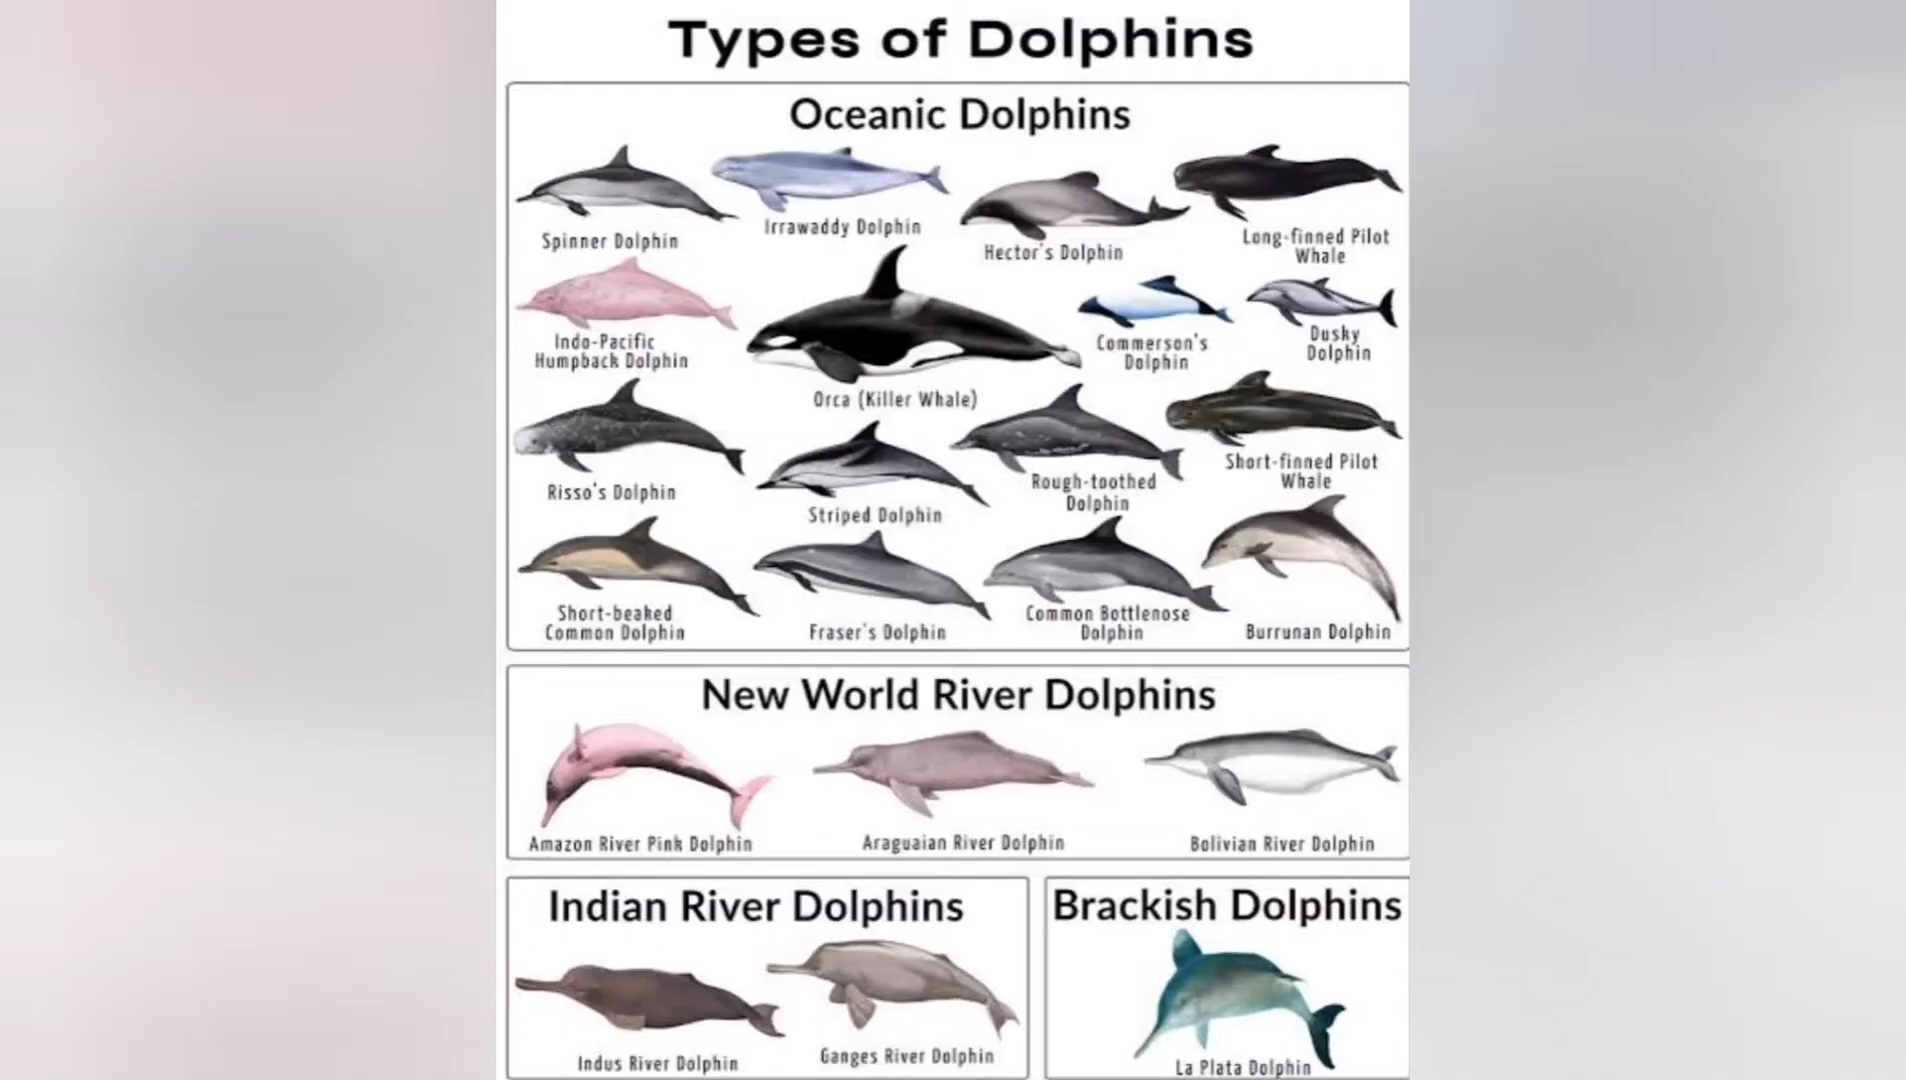 Types of Dolphins
Oceanic Dolphins
Spinner Dolphin
Irrawaddy Dolphin
Hector's Dolphin
Long-finned Pilot
Whale
Indo-Pacific
Humpback Dolphin
Orca (Killer Whale)
Commerson's
Dolphin
Dusky
Dolphin
Risso's Dolphin
Striped Dolphin
Rough-toothed
Dolphin
Short-finned Pilot
Whale
Short-beaked
Common Dolphin
Fraser's Dolphin
Common Bottlenose
Dolphin
Burrunan Dolphin
New World River Dolphins
Amazon River Pink Dolphin
Araguaian River Dolphin
Bolivian River Dolphin
Indian River Dolphins
Indus River Dolphin
Ganges River Dolphin
Brackish Dolphins
La Plata Dolphin